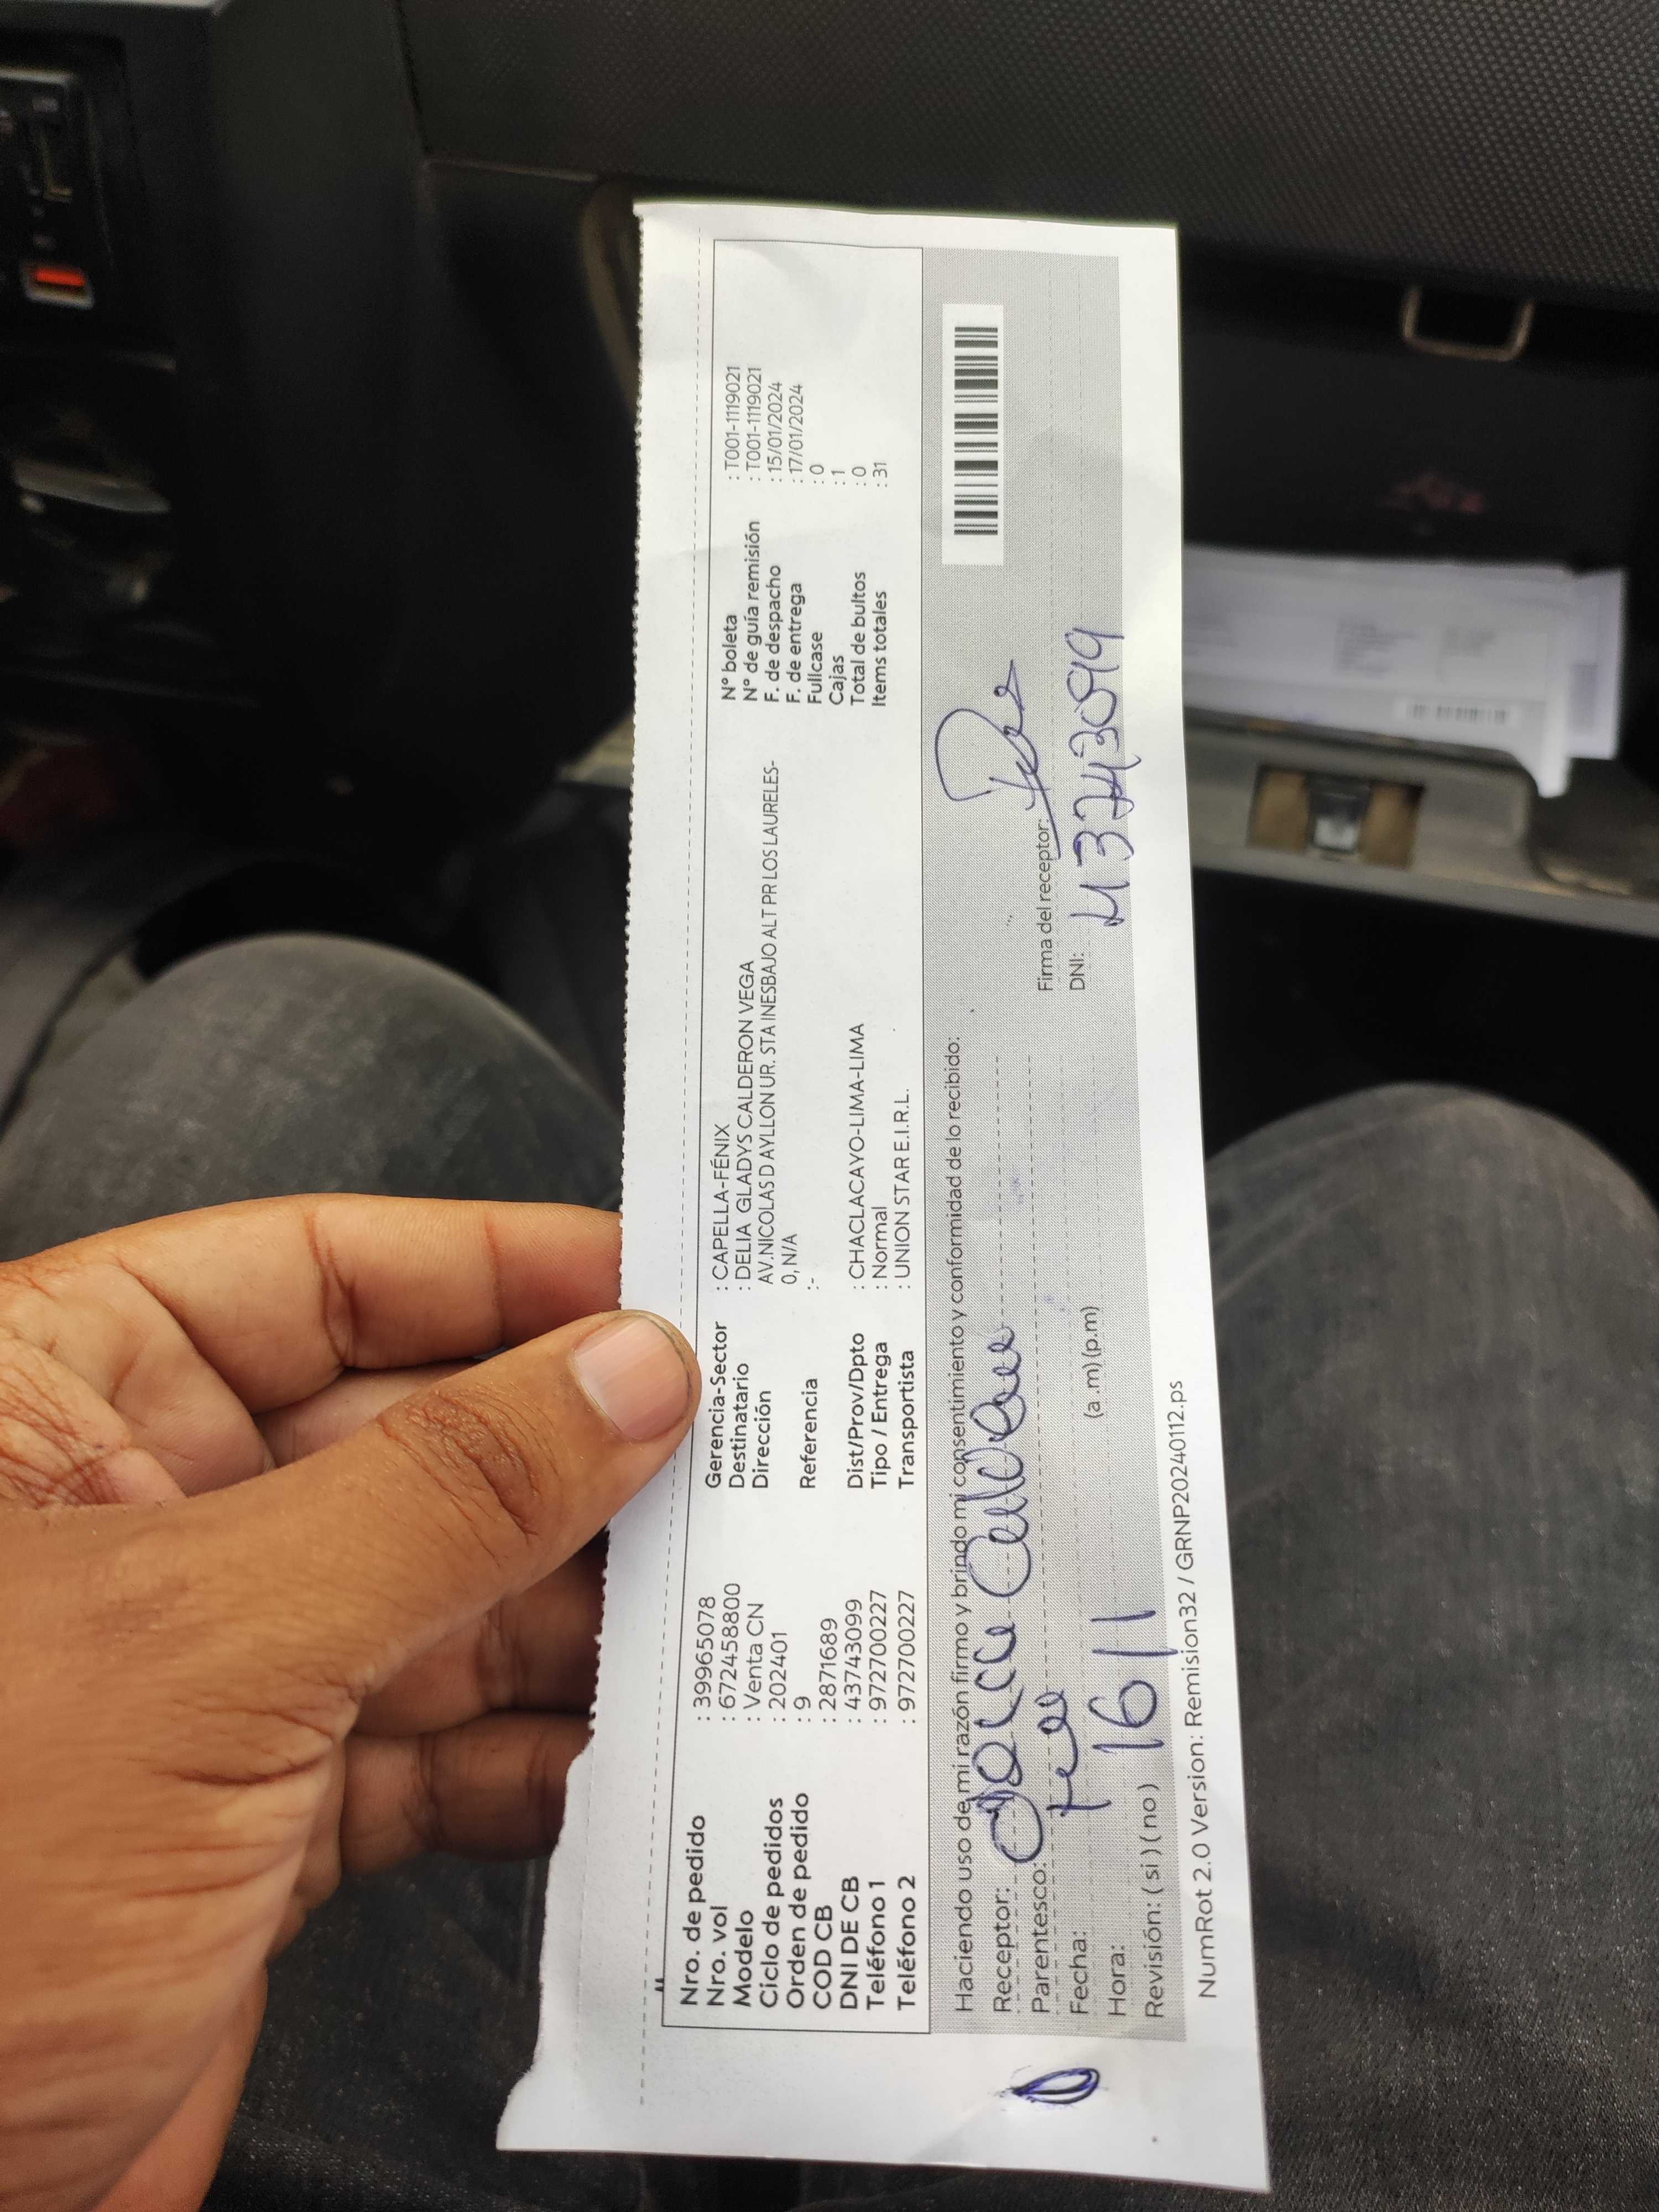 Nro. de pedido : 39965078
Nro. vol : 6724588800
Modelo : Venta CN
Ciclo de pedidos : 202401
Orden de pedido : 9
COD CB : 2871689
DNI DE CB : 43743099
Teléfono 1 : 972700227
Teléfono 2 : 972700227
Gerencia-Sector : CAPELLA-FÉNIX
Destinatario : DELIA GLADYS CALDERON VEGA
Dirección AV.NICOLAS D AYLLON UR. STA INESBAJO ALT PR LOS LAURELES-
0, N/A
Referencia :-
Dist/Prov/Dpto : CHACLACAYO-LIMA-LIMA
Tipo / Entrega : Normal
Transportista : UNION STAR E.I.R.L.
N° boleta : T001-1119021
N° de guía remisión : T001-1119021
F. de despacho : 15/01/2024
F. de entrega : 17/01/2024
Fullcase : 0
Cajas : 1
Total de bultos : 0
Items totales : 31
Haciendo uso de mi razón firmo y brindo mi consentimiento y conformidad de lo recibido:
Receptor:
Parentesco:
Fecha: 16/1
Hora: (a .m) (p.m)
Revisión: ( si ) ( no )
Firma del receptor:
DNI: 43743099
NumRot 2.0 Version: Remision32 / GRNP20240112.ps